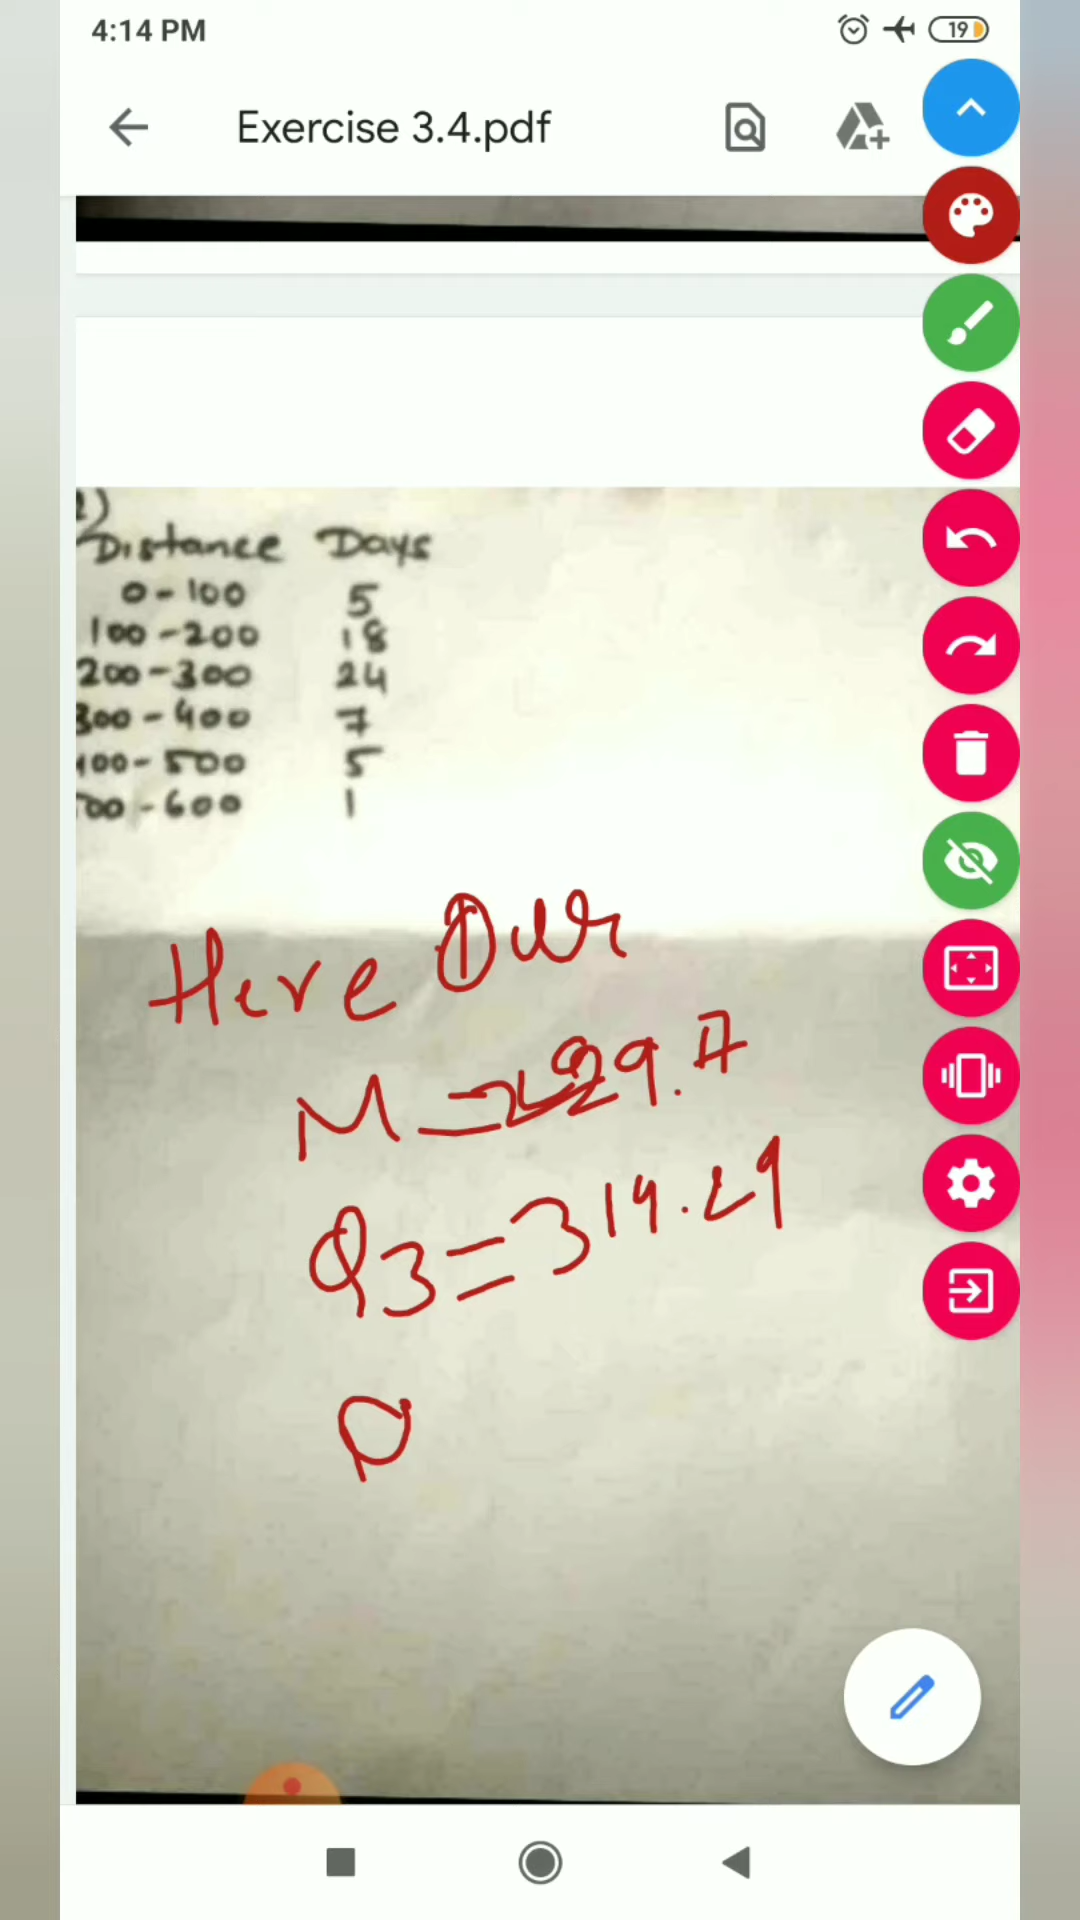 4:14 PM
19
Exercise 3.4.pdf
Distance Days
0-100 5
100-200 18
200-300 24
300-400 7
400-500 5
00-600 1
Here Our
M = 229.7
Q3 = 314.29